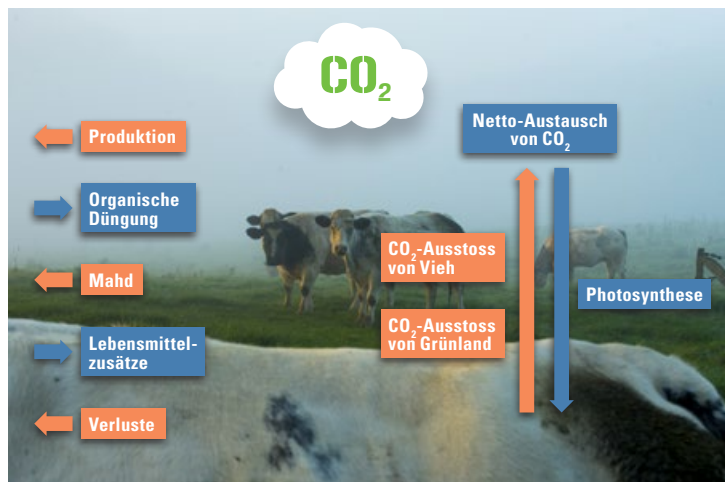 CO₂
Produktion
Organische
Düngung
Mahd
Lebensmittel-
zusätze
Verluste
Netto-Austausch
von CO₂
CO₂-Ausstoss
von Vieh
CO₂-Ausstoss
von Grünland
Photosynthese